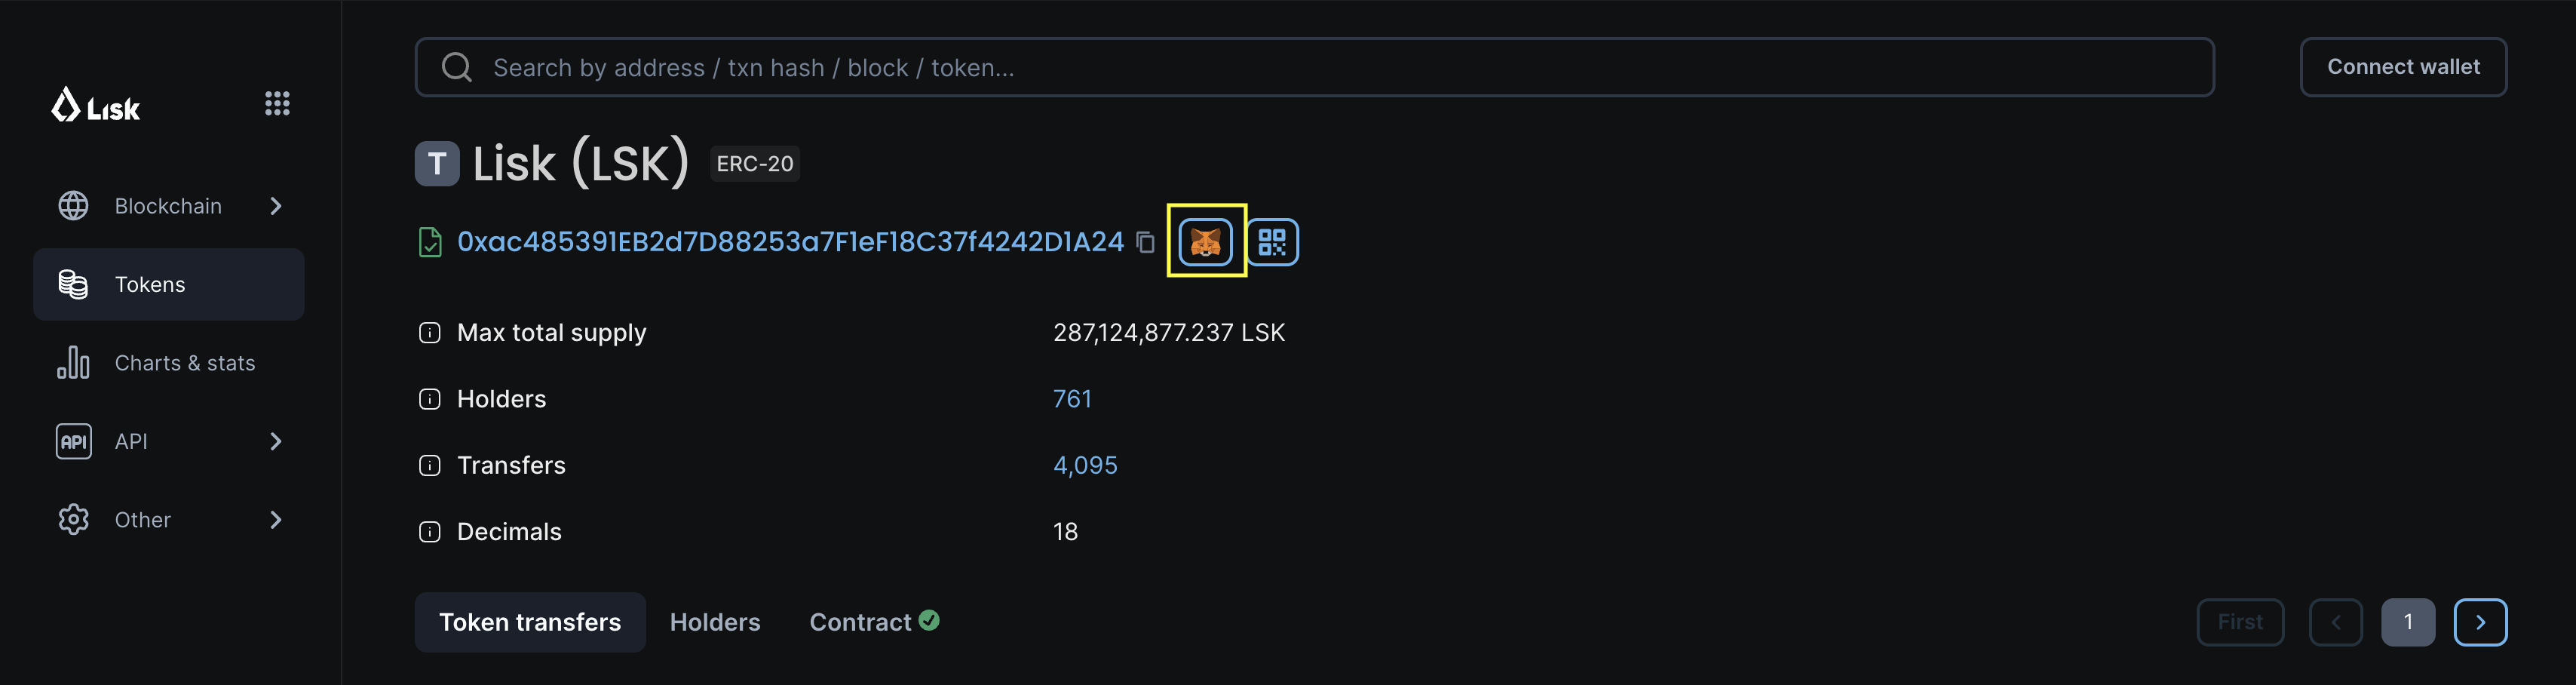 Search by address / txn hash / block / token...
Connect wallet
Lisk
T Lisk (LSK) ERC-20
0xac485391EB2d7D88253a7F1eF18C37f4242D1A24
Blockchain
Tokens
Charts & stats
API API
Other
Max total supply 287,124,877.237 LSK
Holders 761
Transfers 4,095
Decimals 18
Token transfers Holders Contract
First 1